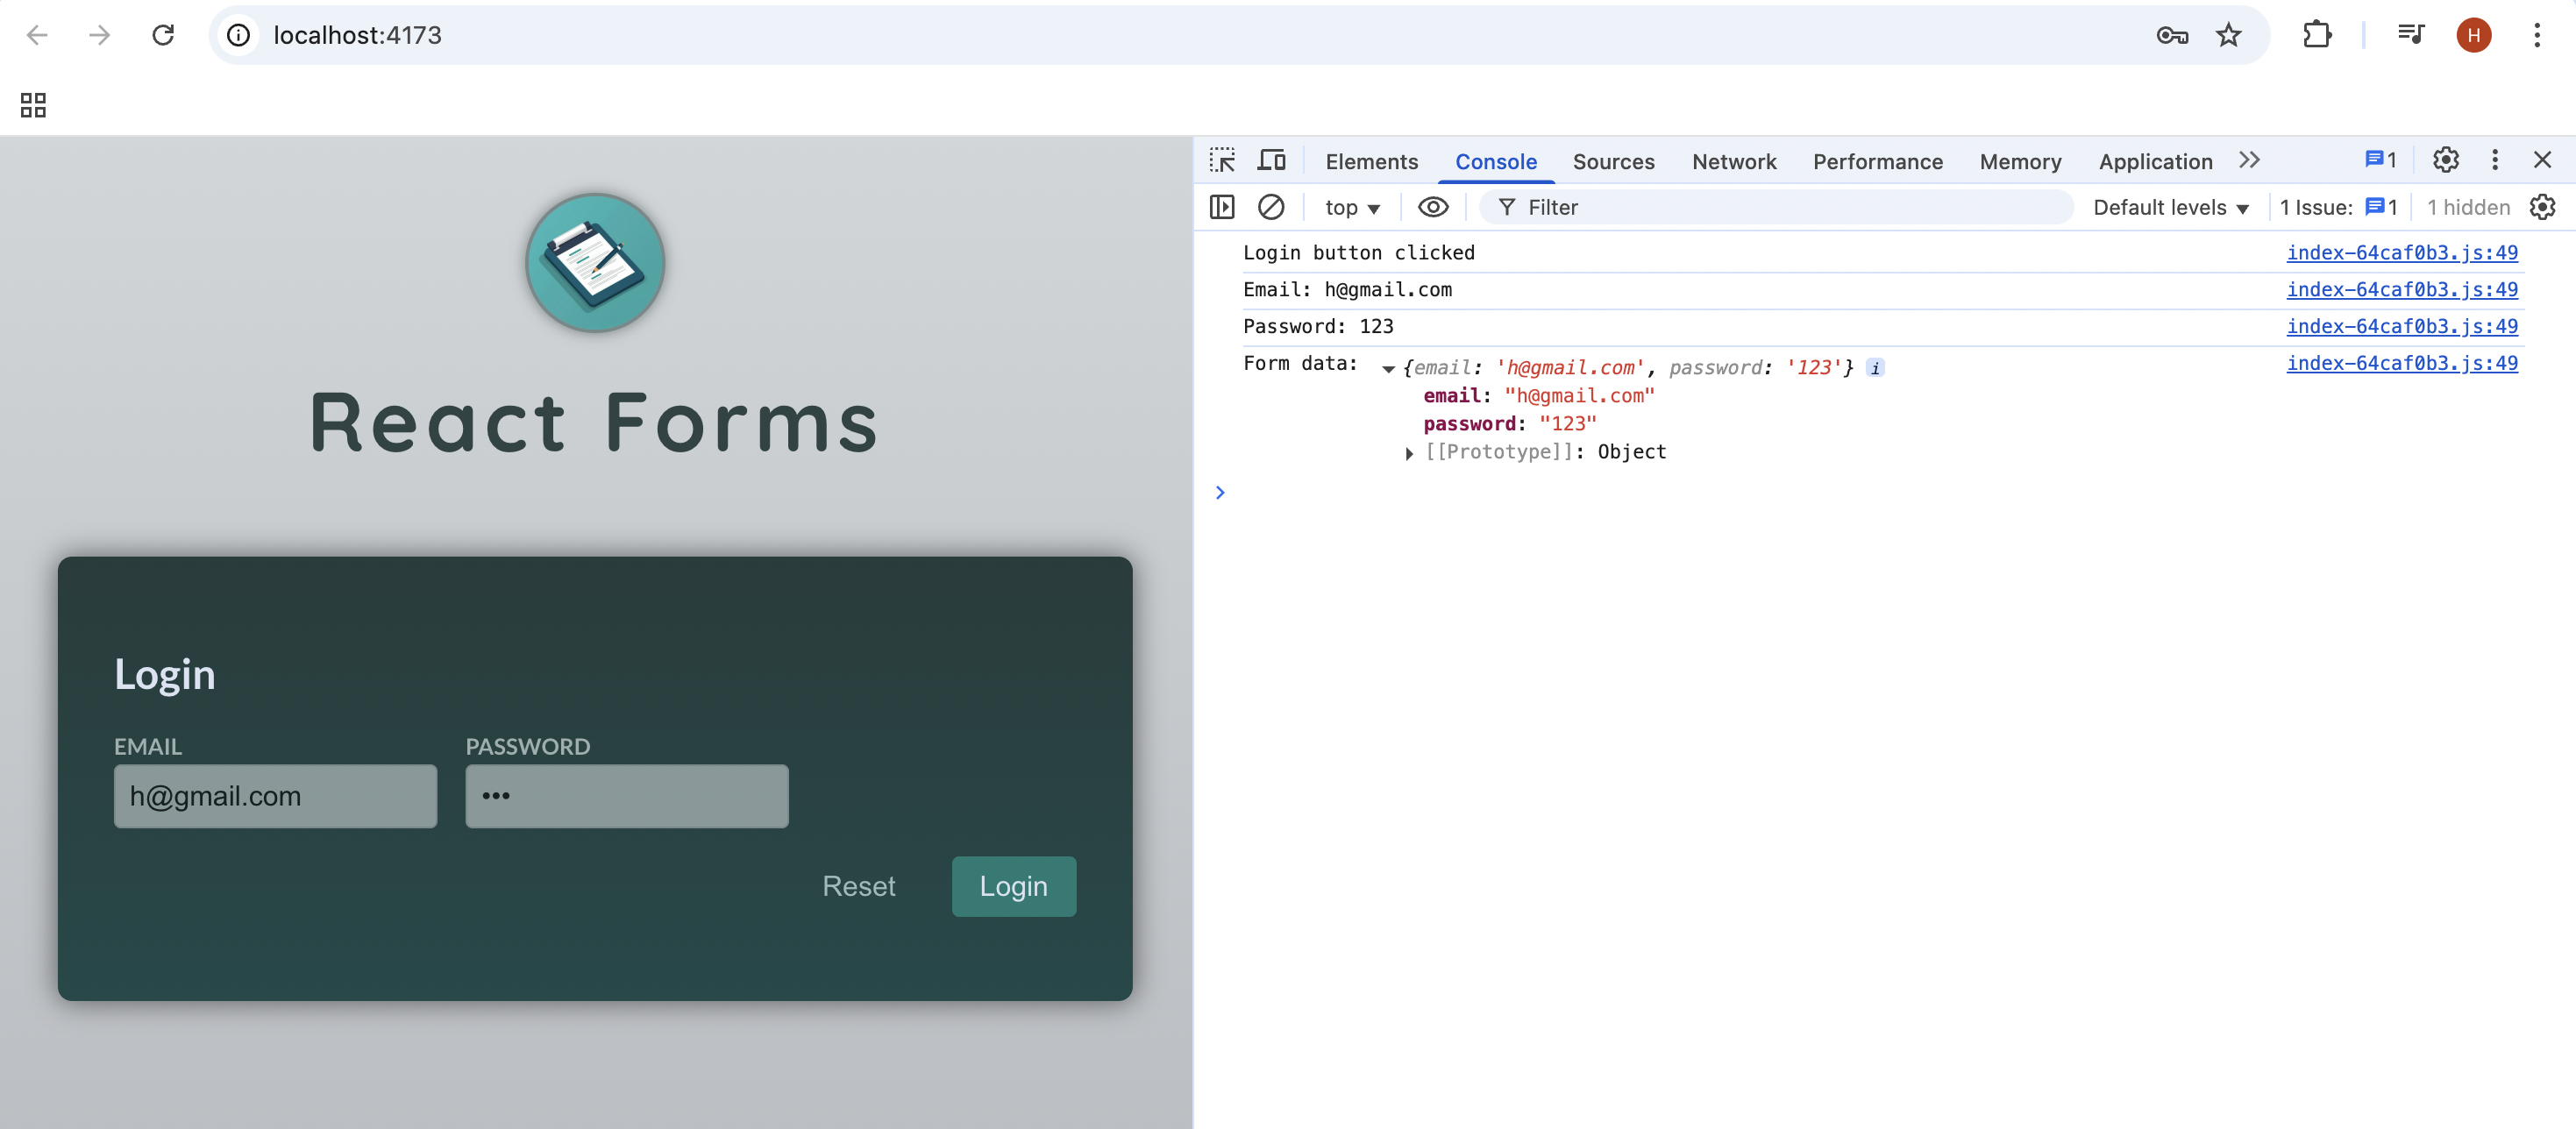 localhost:4173
H
Elements Console Sources Network Performance Memory Application 1
top Filter Default levels 1 Issue: 1 1 hidden
Login button clicked index-64caf0b3.js:49
Email: h@gmail.com index-64caf0b3.js:49
Password: 123 index-64caf0b3.js:49
Form data: {email: 'h@gmail.com', password: '123'} i index-64caf0b3.js:49
email: "h@gmail.com"
password: "123"
[[Prototype]]: Object
React Forms
Login
EMAIL PASSWORD
h@gmail.com •••
Reset Login